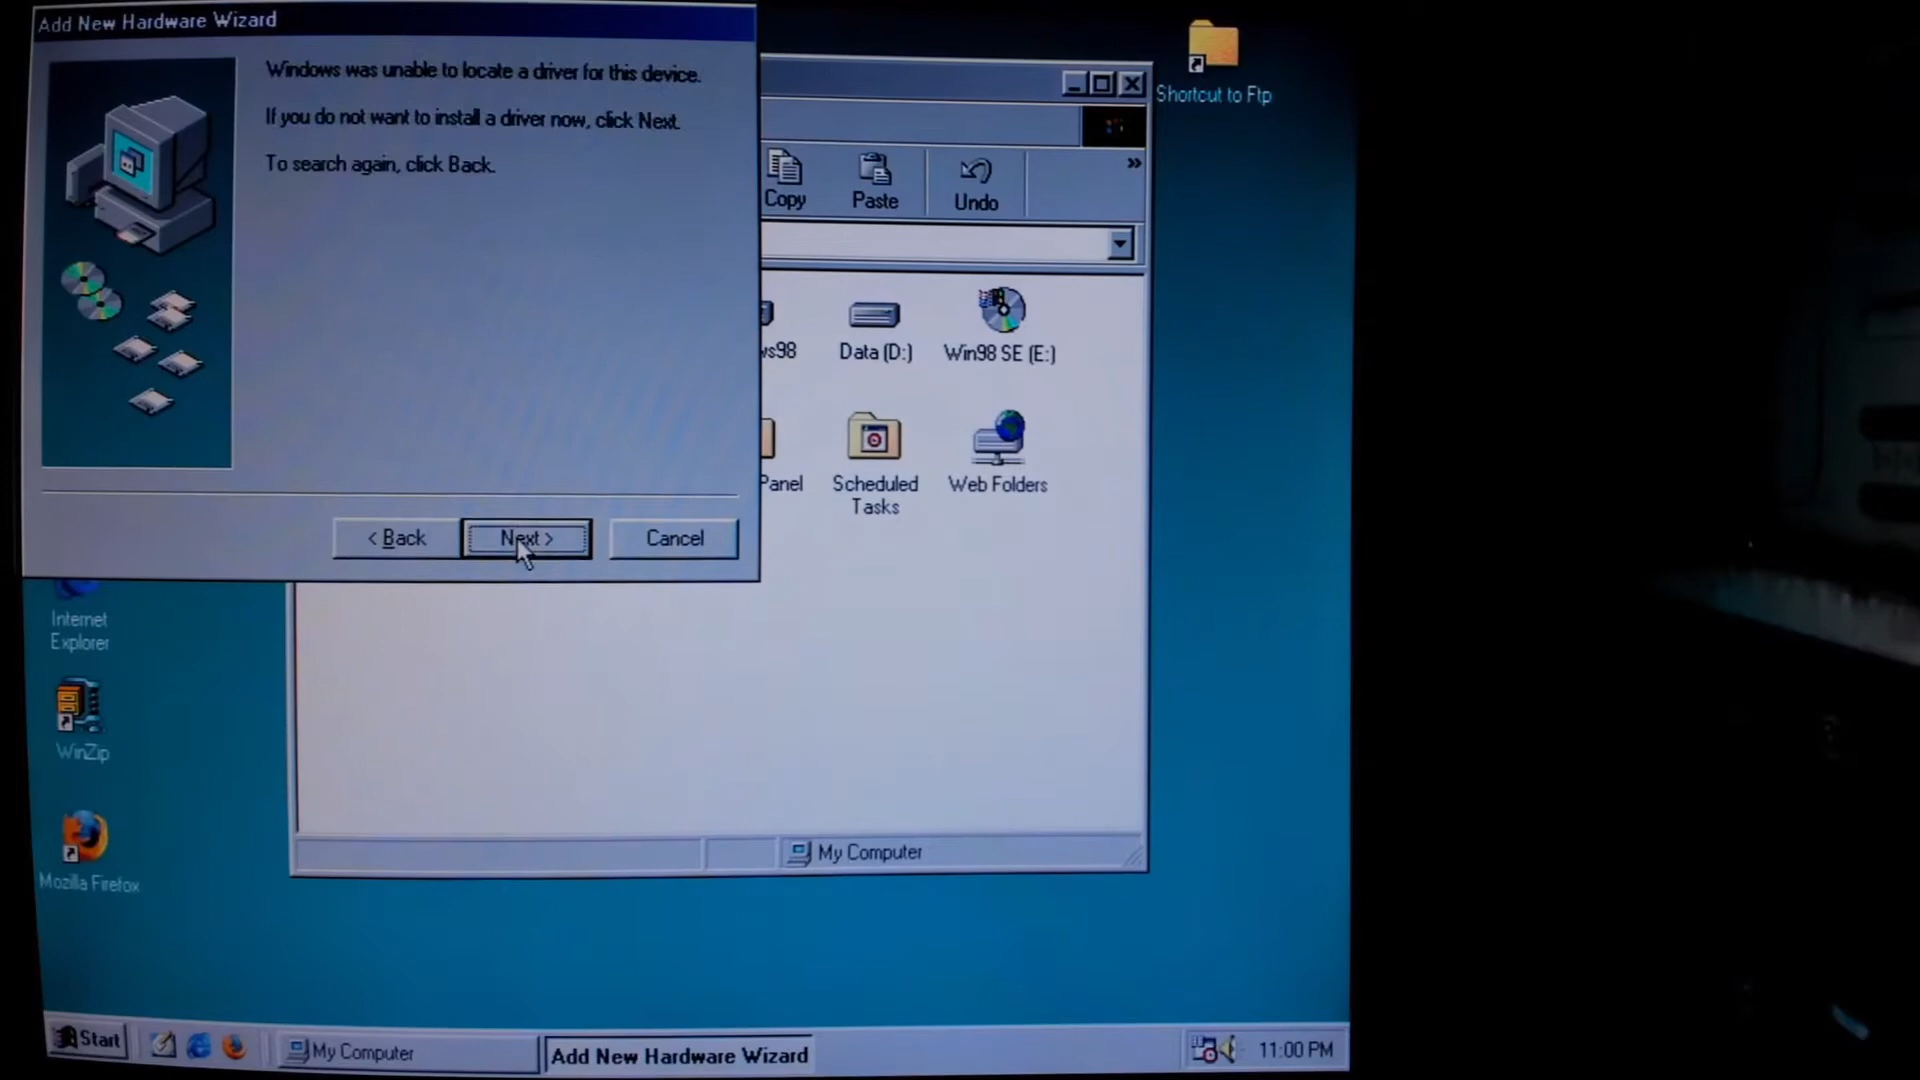 Add New Hardware Wizard
Windows was unable to locate a driver for this device.
If you do not want to install a driver now, click Next.
To search again, click Back.
< Back
Next >
Cancel
Shortcut to Ftp
Copy
Paste
Undo
»
ws98
Data (D:)
Win98 SE (E:)
Panel
Scheduled
Tasks
Web Folders
My Computer
Internet
Explorer
WinZip
Mozilla Firefox
Start
My Computer
Add New Hardware Wizard
11:00 PM